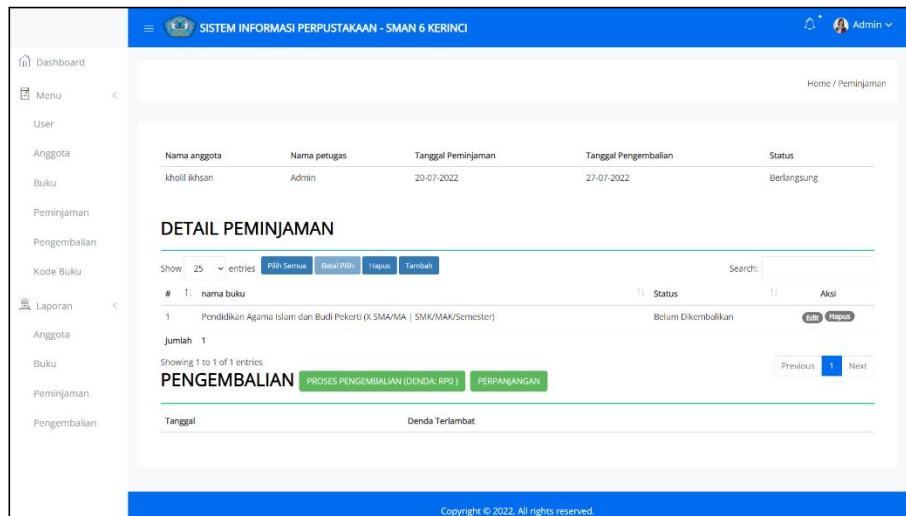 SISTEM INFORMASI PERPUSTAKAAN - SMAN 6 KERINCI
Admin
Dashboard
Menu
User
Anggota
Buku
Peminjaman
Pengembalian
Kode Buku
Laporan
Anggota
Buku
Peminjaman
Pengembalian
Home / Peminjaman
Nama anggota Nama petugas Tanggal Peminjaman Tanggal Pengembalian Status
kholil ikhsan Admin 20-07-2022 27-07-2022 Berlangsung
DETAIL PEMINJAMAN
Show 25 entries Pilih Semua Batal Pilih Hapus Tambah Search:
# nama buku Status Aksi
1 Pendidikan Agama Islam dan Budi Pekerti (X SMA/MA | SMK/MAK/Semester) Belum Dikembalikan Edit Hapus
Jumlah 1
Showing 1 to 1 of 1 entries
Previous 1 Next
PENGEMBALIAN PROSES PENGEMBALIAN (DENDA: RP0 ) PERPANJANGAN
Tanggal Denda Terlambat
Copyright © 2022. All rights reserved.